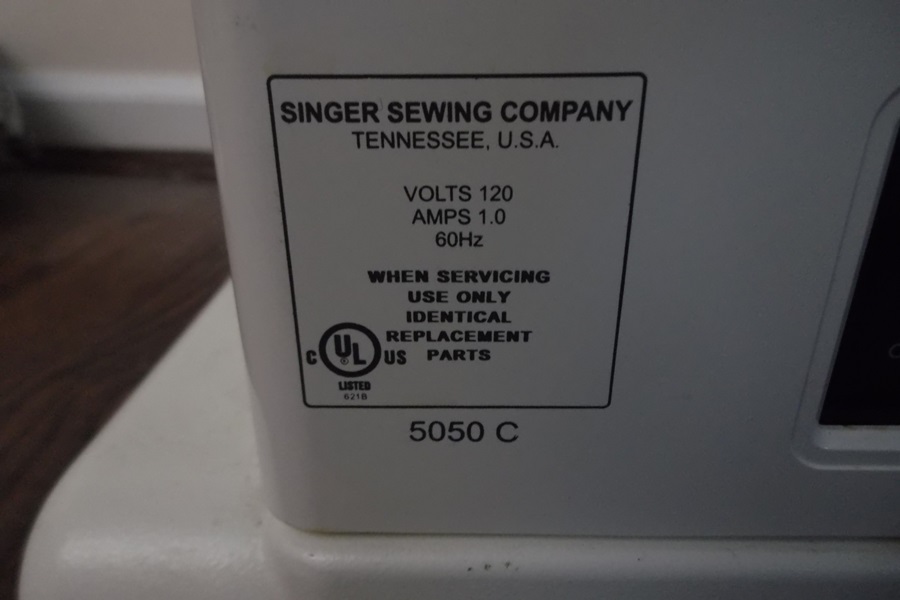 SINGER SEWING COMPANY
TENNESSEE, U.S.A.
VOLTS 120
AMPS 1.0
60Hz
WHEN SERVICING
USE ONLY
IDENTICAL
REPLACEMENT
PARTS
C UL ® US
LISTED
621B
5050 C